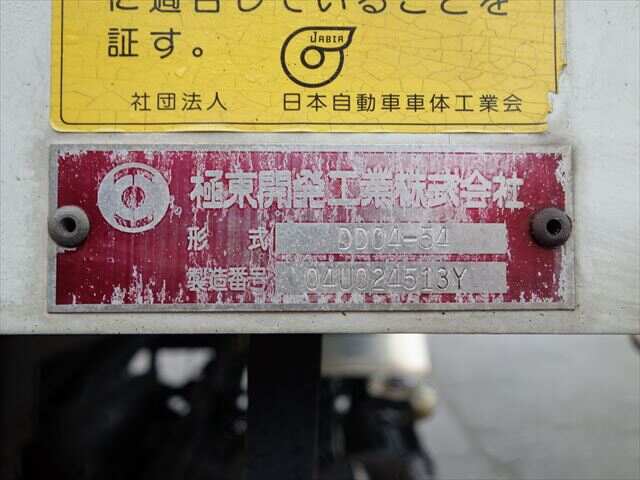 に適合していることを
証す。
JABIA
社団法人 日本自動車車体工業会
極東開発工業株式会社
形式 DD04-54
製造番号 04U024513Y